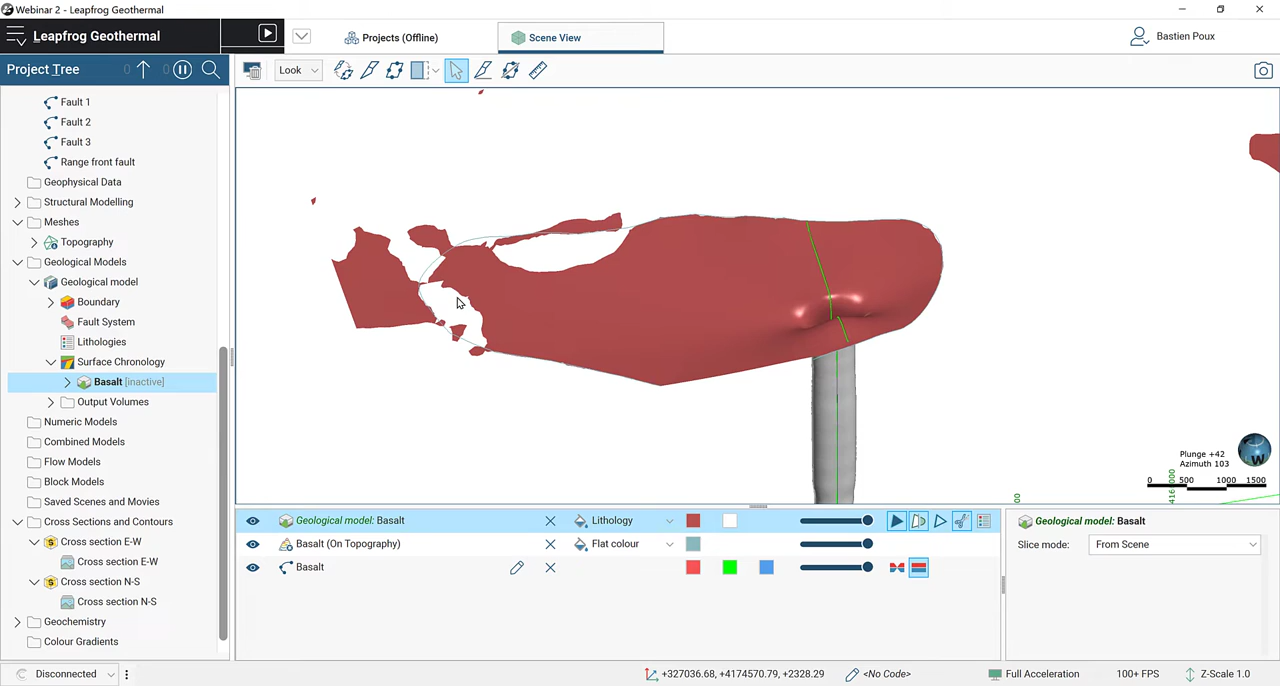 Webinar 2 - Leapfrog Geothermal
Leapfrog Geothermal
Projects (Offline)
Scene View
Bastien Poux
Project Tree
0
0
Look
Fault 1
Fault 2
Fault 3
Range front fault
Geophysical Data
Structural Modelling
Meshes
Topography
Geological Models
Geological model
Boundary
Fault System
Lithologies
Surface Chronology
Basalt [inactive]
Output Volumes
Numeric Models
Combined Models
Flow Models
Block Models
Saved Scenes and Movies
Cross Sections and Contours
Cross section E-W
Cross section E-W
Cross section N-S
Cross section N-S
Geochemistry
Colour Gradients
Plunge +42
Azimuth 103
W
0 500 1000 1500
Geological model: Basalt
Lithology
Basalt (On Topography)
Flat colour
Basalt
Geological model: Basalt
Slice mode:
From Scene
Disconnected
+327036.68, +4174570.79, +2328.29
<No Code>
Full Acceleration
100+ FPS
Z-Scale 1.0